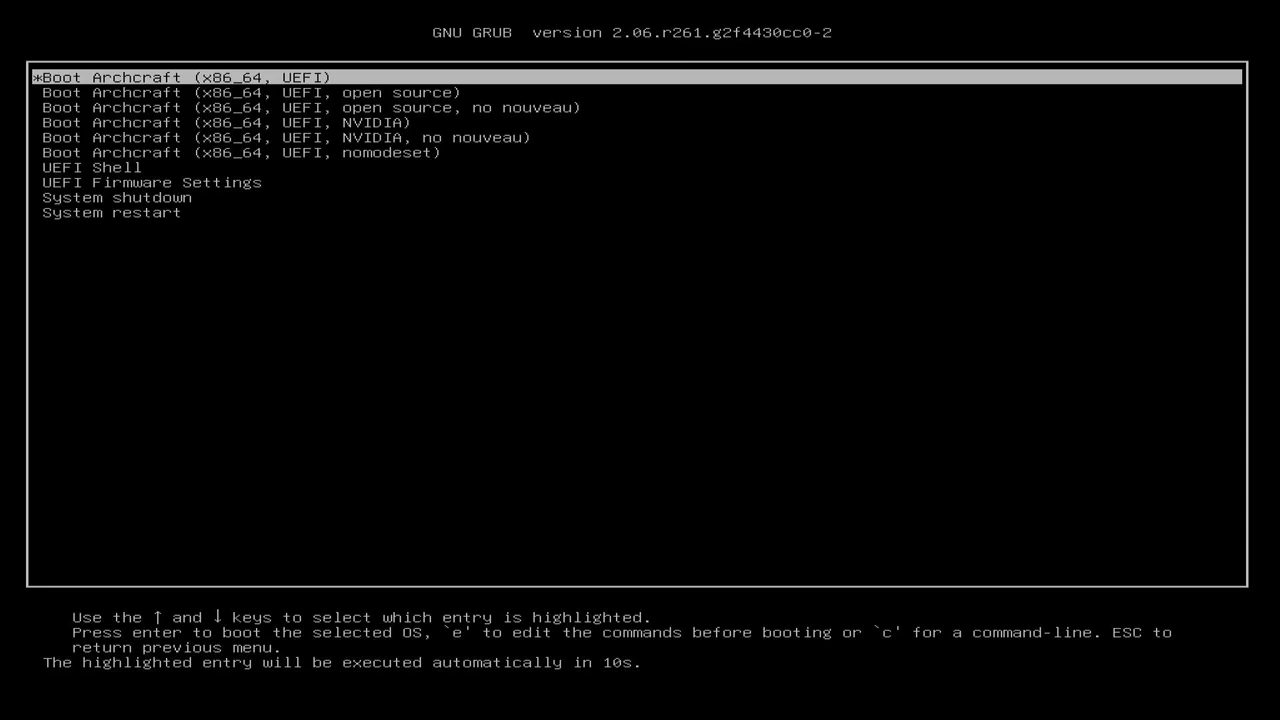 GNU GRUB  version 2.06.r261.g2f4430cc0-2
*Boot Archcraft (x86_64, UEFI)
Boot Archcraft (x86_64, UEFI, open source)
Boot Archcraft (x86_64, UEFI, open source, no nouveau)
Boot Archcraft (x86_64, UEFI, NVIDIA)
Boot Archcraft (x86_64, UEFI, NVIDIA, no nouveau)
Boot Archcraft (x86_64, UEFI, nomodeset)
UEFI Shell
UEFI Firmware Settings
System shutdown
System restart
Use the ↑ and ↓ keys to select which entry is highlighted.
Press enter to boot the selected OS, `e' to edit the commands before booting or `c' for a command-line. ESC to
return previous menu.
The highlighted entry will be executed automatically in 10s.